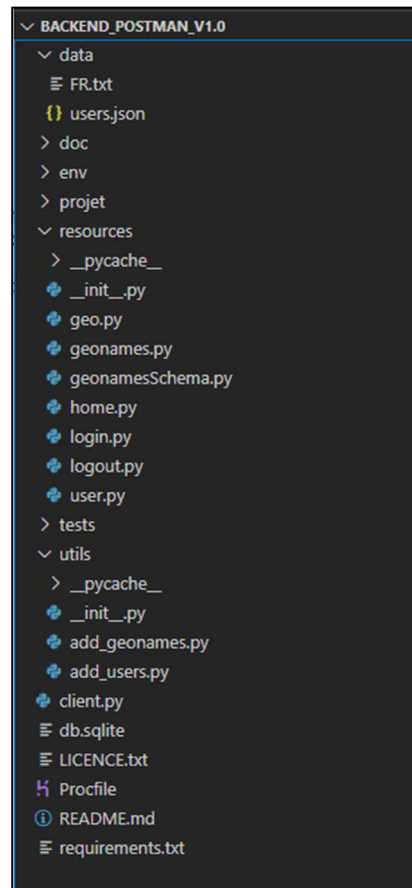 BACKEND_POSTMAN_V1.0
data
FR.txt
users.json
doc
env
projet
resources
__pycache__
__init__.py
geo.py
geonames.py
geonamesSchema.py
home.py
login.py
logout.py
user.py
tests
utils
__pycache__
__init__.py
add_geonames.py
add_users.py
client.py
db.sqlite
LICENCE.txt
Procfile
README.md
requirements.txt